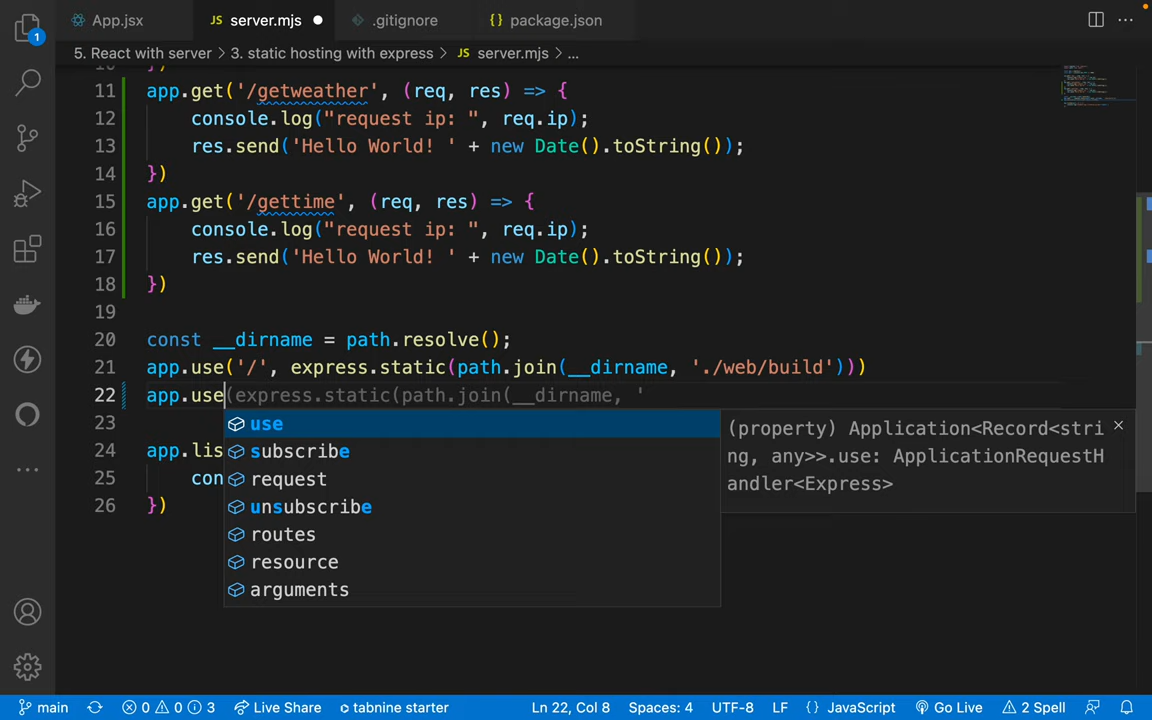 App.jsx
JS server.mjs
.gitignore
{} package.json
1
5. React with server > 3. static hosting with express > JS server.mjs > ...
11 app.get('/getweather', (req, res) => {
12 console.log("request ip: ", req.ip);
13 res.send('Hello World! ' + new Date().toString());
14 })
15 app.get('/gettime', (req, res) => {
16 console.log("request ip: ", req.ip);
17 res.send('Hello World! ' + new Date().toString());
18 })
19
20 const __dirname = path.resolve();
21 app.use('/', express.static(path.join(__dirname, './web/build')))
22 app.use(express.static(path.join(__dirname, '
23
24 app.lis
25 con
26 })
use
subscribe
request
unsubscribe
routes
resource
arguments
(property) Application<Record<stri
ng, any>>.use: ApplicationRequestH
andler<Express>
main
0 0 3
Live Share
tabnine starter
Ln 22, Col 8
Spaces: 4
UTF-8
LF
{} JavaScript
Go Live
2 Spell